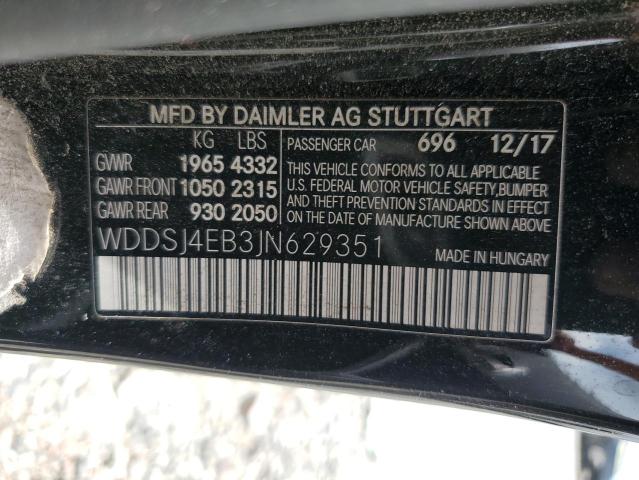 MFD BY DAIMLER AG STUTTGART
KG LBS PASSENGER CAR 696 12/17
GVWR 1965 4332 THIS VEHICLE CONFORMS TO ALL APPLICABLE
GAWR FRONT 1050 2315 U.S. FEDERAL MOTOR VEHICLE SAFETY,BUMPER
GAWR REAR 930 2050 AND THEFT PREVENTION STANDARDS IN EFFECT
ON THE DATE OF MANUFACTURE SHOWN ABOVE
WDDSJ4EB3JN629351 MADE IN HUNGARY